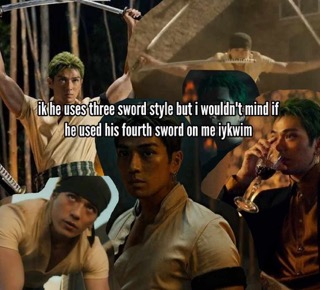 ik he uses three sword style but i wouldn't mind if
he used his fourth sword on me iykwim